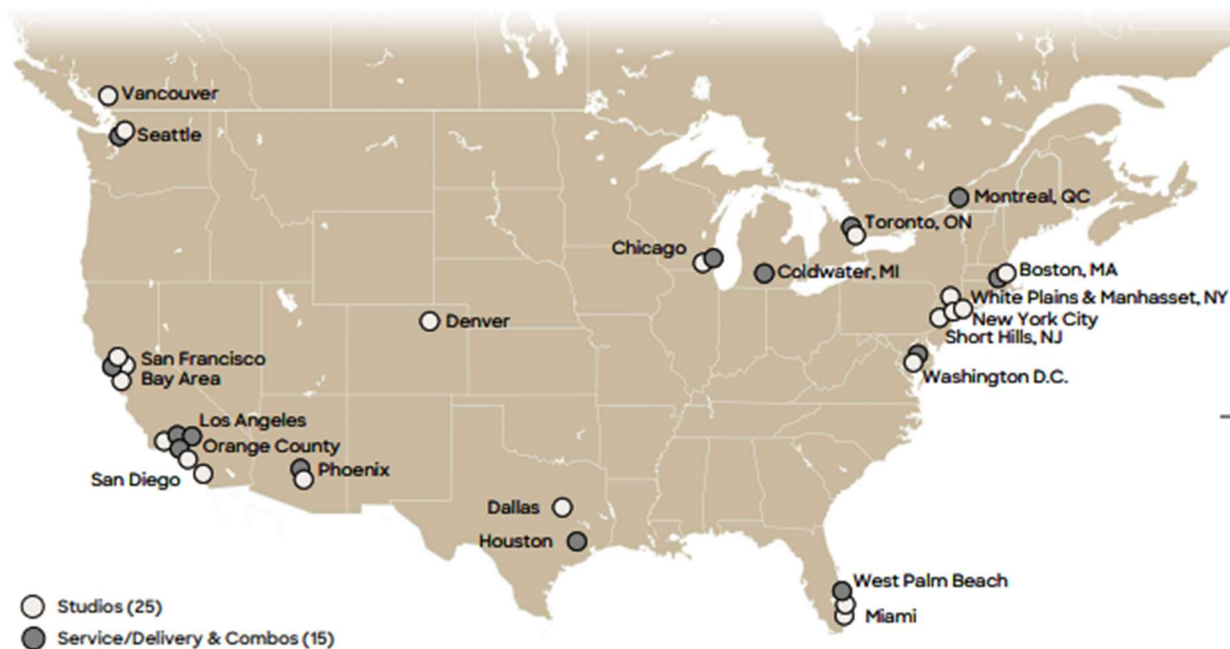 Vancouver
Seattle
Montreal, QC
Toronto, ON
Chicago
Coldwater, MI
Boston, MA
White Plains & Manhasset, NY
New York City
Short Hills, NJ
Denver
San Francisco
Bay Area
Washington D.C.
Los Angeles
Orange County
San Diego
Phoenix
Dallas
Houston
West Palm Beach
Miami
Studios (25)
Service/Delivery & Combos (15)